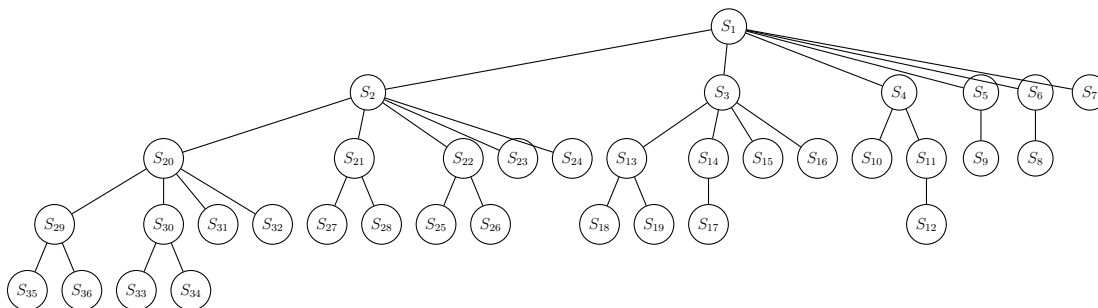 S₁
S₂ S₃ S₄ S₅ S₆ S₇
S₂₀ S₂₁ S₂₂ S₂₃ S₂₄ S₁₃ S₁₄ S₁₅ S₁₆ S₁₀ S₁₁ S₉ S₈
S₂₉ S₃₀ S₃₁ S₃₂ S₂₇ S₂₈ S₂₅ S₂₆ S₁₈ S₁₉ S₁₇ S₁₂
S₃₅ S₃₆ S₃₃ S₃₄